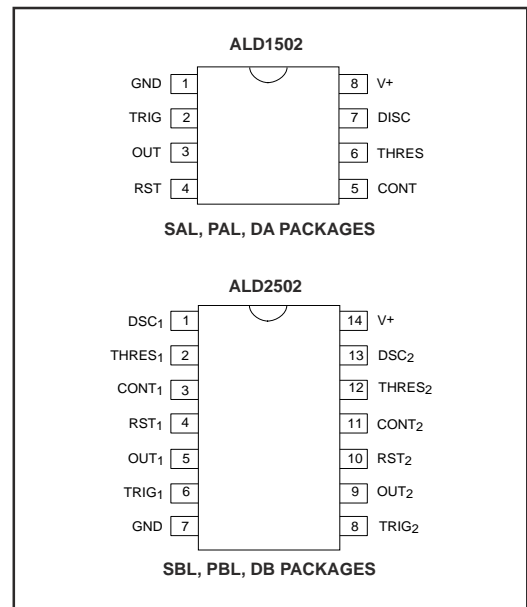 ALD1502
GND 1 8 V+
TRIG 2 7 DISC
OUT 3 6 THRES
RST 4 5 CONT
SAL, PAL, DA PACKAGES
ALD2502
DSC1 1 14 V+
THRES1 2 13 DSC2
CONT1 3 12 THRES2
RST1 4 11 CONT2
OUT1 5 10 RST2
TRIG1 6 9 OUT2
GND 7 8 TRIG2
SBL, PBL, DB PACKAGES